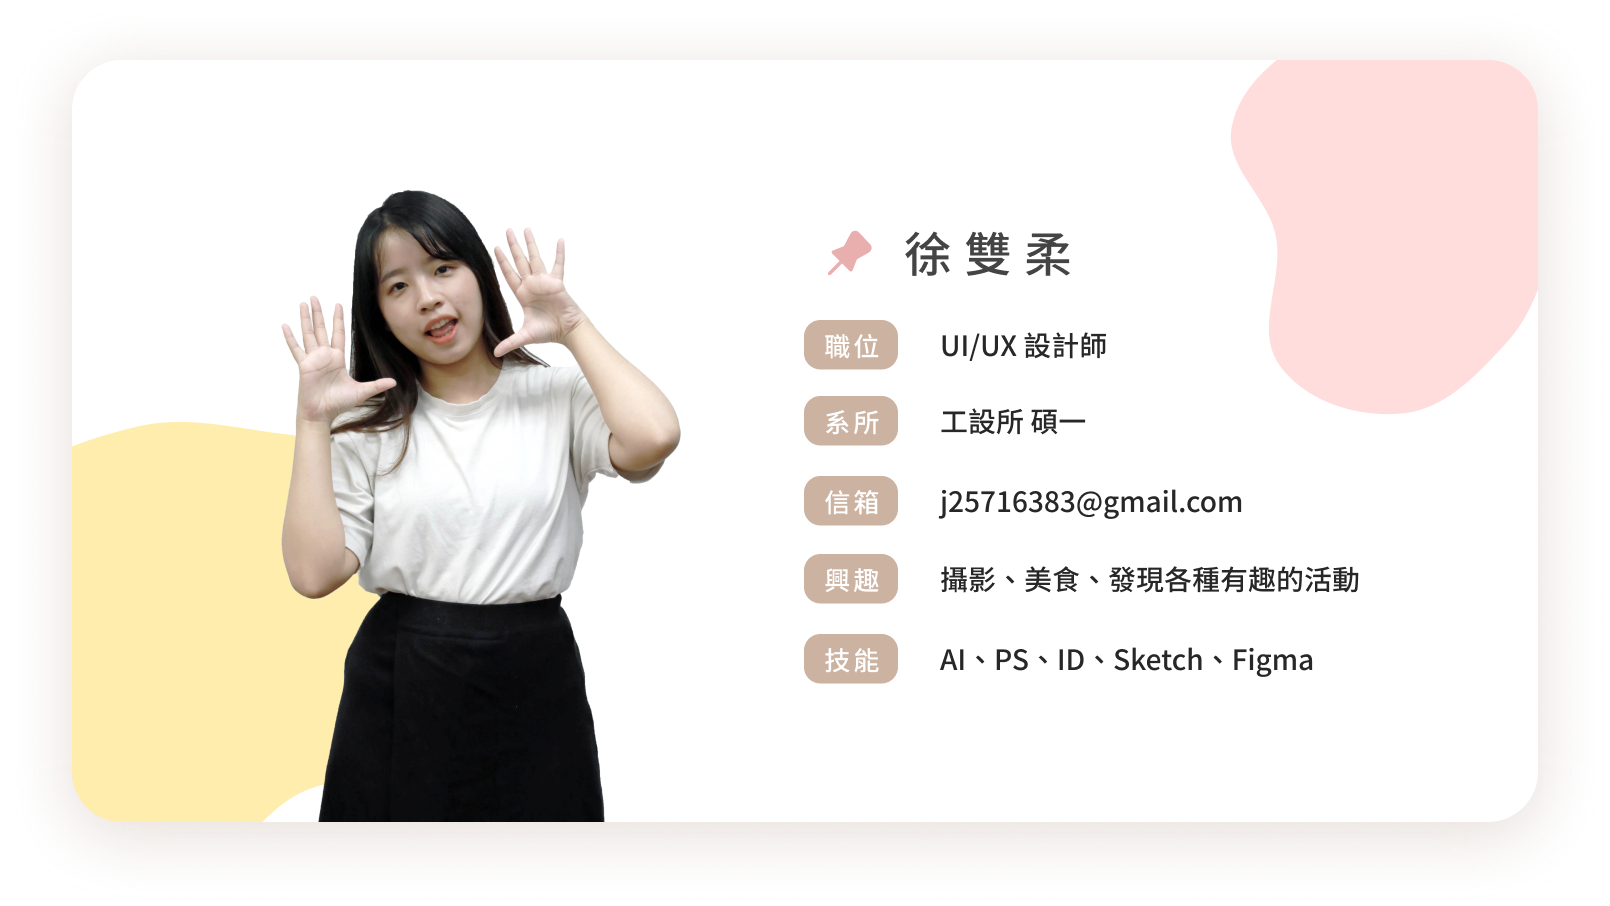 徐雙柔
職位 UI/UX 設計師
系所 工設所 碩一
信箱 j25716383@gmail.com
興趣 攝影、美食、發現各種有趣的活動
技能 AI、PS、ID、Sketch、Figma